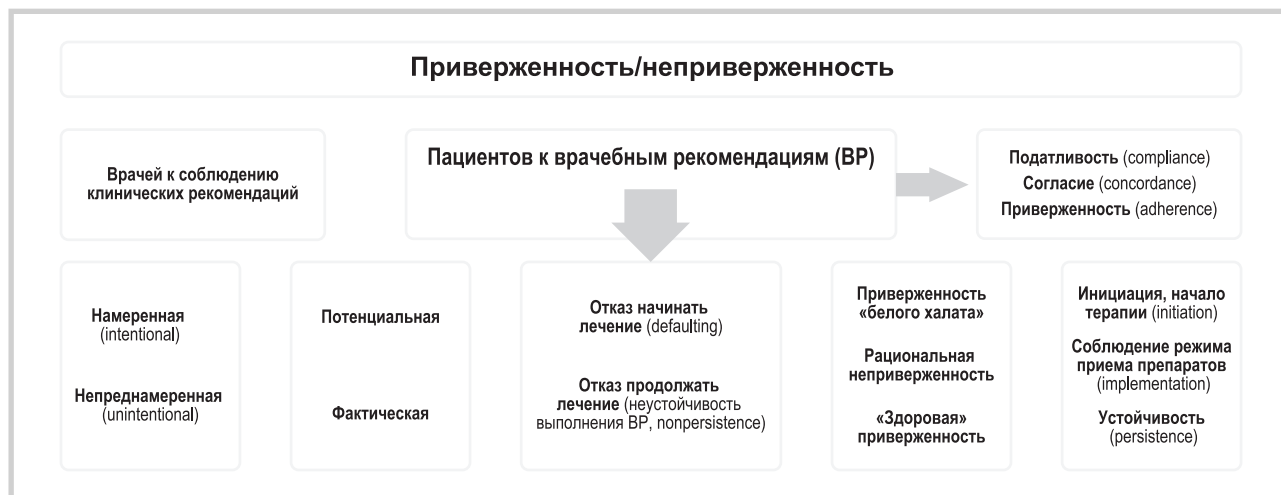 Приверженность/неприверженность
Врачей к соблюдению
клинических рекомендаций
Пациентов к врачебным рекомендациям (ВР)
Податливость (compliance)
Согласие (concordance)
Приверженность (adherence)
Намеренная
(intentional)
Непреднамеренная
(unintentional)
Потенциальная
Фактическая
Отказ начинать
лечение (defaulting)
Отказ продолжать
лечение (неустойчивость
выполнения ВР, nonpersistence)
Приверженность
«белого халата»
Рациональная
неприверженность
«Здоровая»
приверженность
Инициация, начало
терапии (initiation)
Соблюдение режима
приема препаратов
(implementation)
Устойчивость
(persistence)